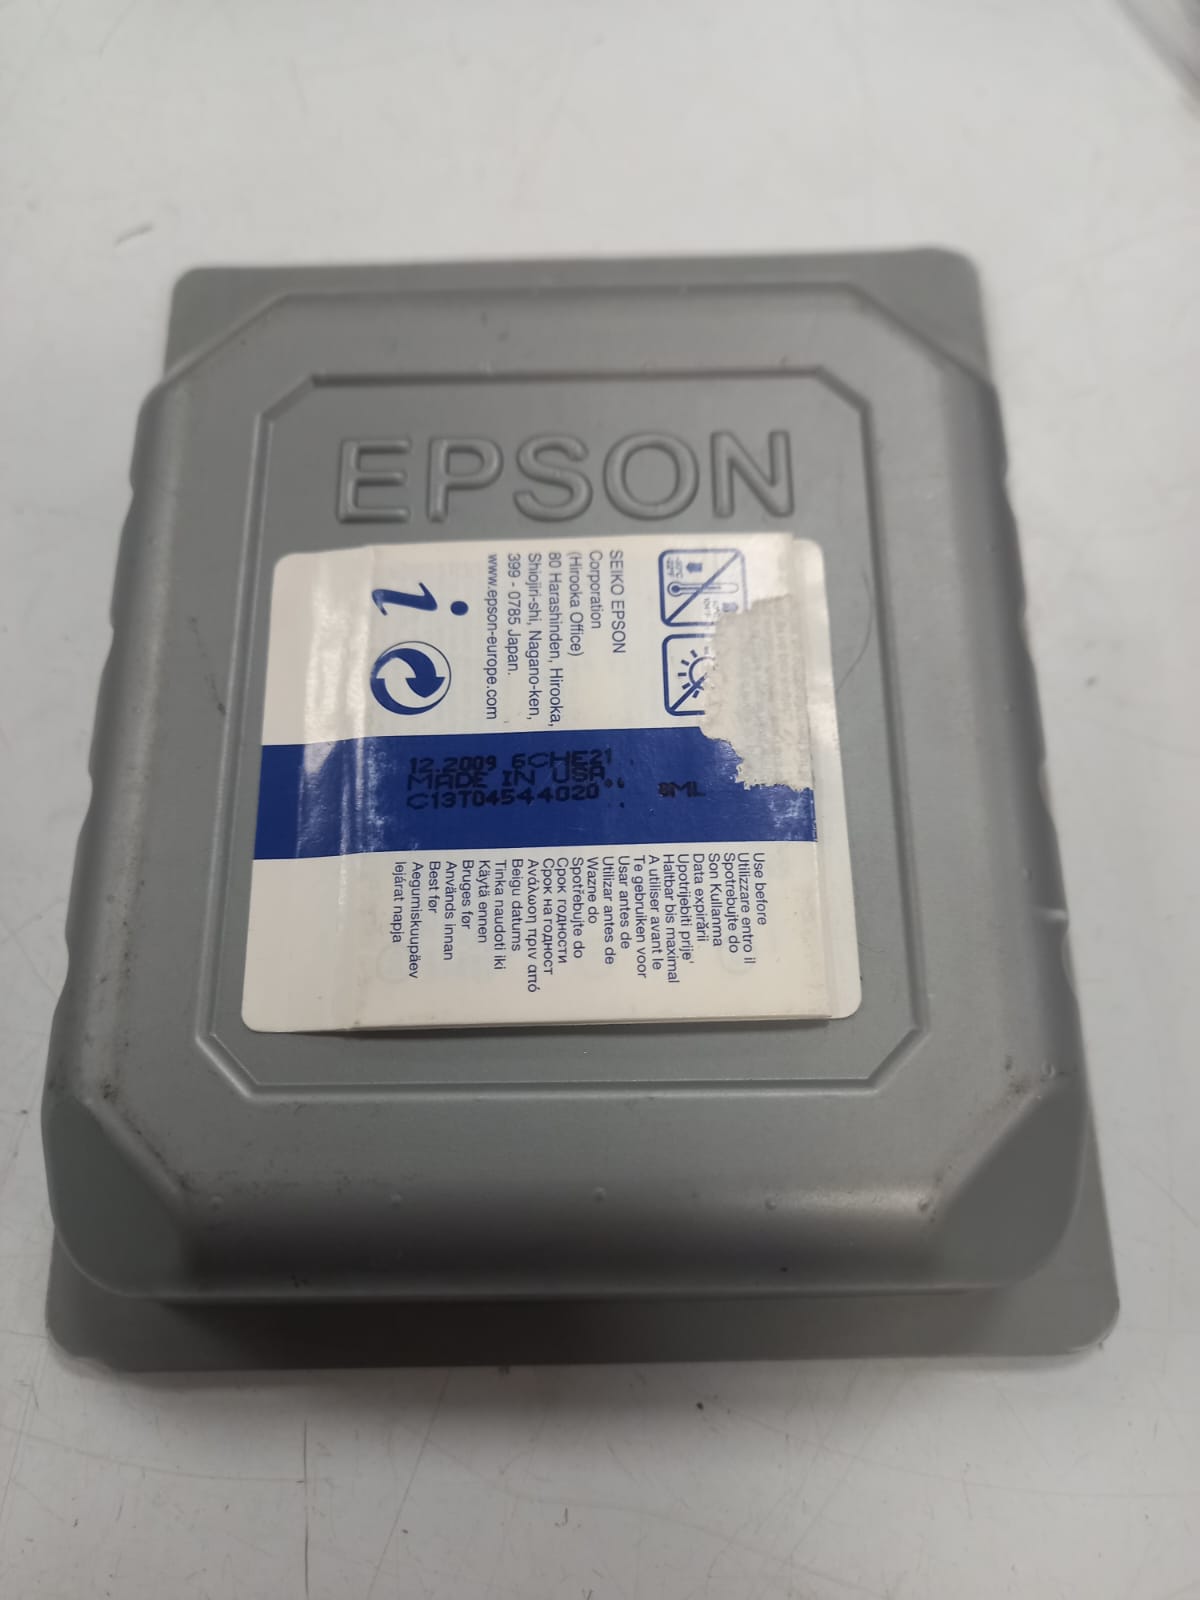 EPSON
SEIKO EPSON
Corporation
(Hirooka Office)
80 Harashinden, Hirooka,
Shiojiri-shi, Nagano-ken,
399 - 0785 Japan.
www.epson-europe.com
i
12.2009 6CHE21
MADE IN USA
C13T04544020
8ML
Use before
Utilizzare entro il
Spotrebujte do
Son Kullanma
Data expirării
Upotrijebiti prije
Haltbar bis maximal
A utiliser avant le
Te gebruiken voor
Usar antes de
Utilizar antes de
Ważne do
Spotřebujte do
Срок годности
Срок на годност
Ανάλωση πριν από
Beigu datums
Tinka naudoti iki
Käytä ennen
Bruges før
Används innan
Best før
Aegumiskuupäev
lejárat napja